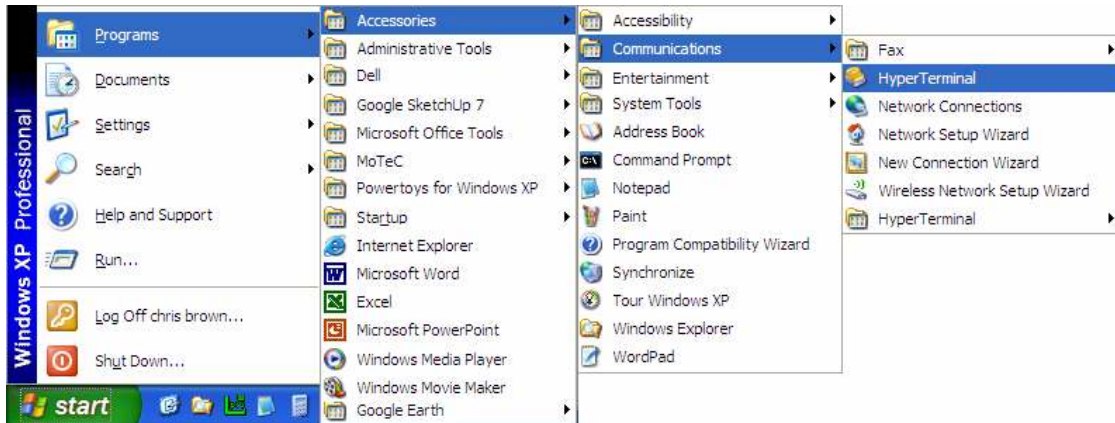 Windows XP Professional
Programs
Documents
Settings
Search
Help and Support
Run...
Log Off chris brown...
Shut Down...
start
Accessories
Administrative Tools
Dell
Google SketchUp 7
Microsoft Office Tools
MoTeC
Powertoys for Windows XP
Startup
Internet Explorer
Microsoft Word
Excel
Microsoft PowerPoint
Windows Media Player
Windows Movie Maker
Google Earth
Accessibility
Communications
Entertainment
System Tools
Address Book
Command Prompt
Notepad
Paint
Program Compatibility Wizard
Synchronize
Tour Windows XP
Windows Explorer
WordPad
Fax
HyperTerminal
Network Connections
Network Setup Wizard
New Connection Wizard
Wireless Network Setup Wizard
HyperTerminal